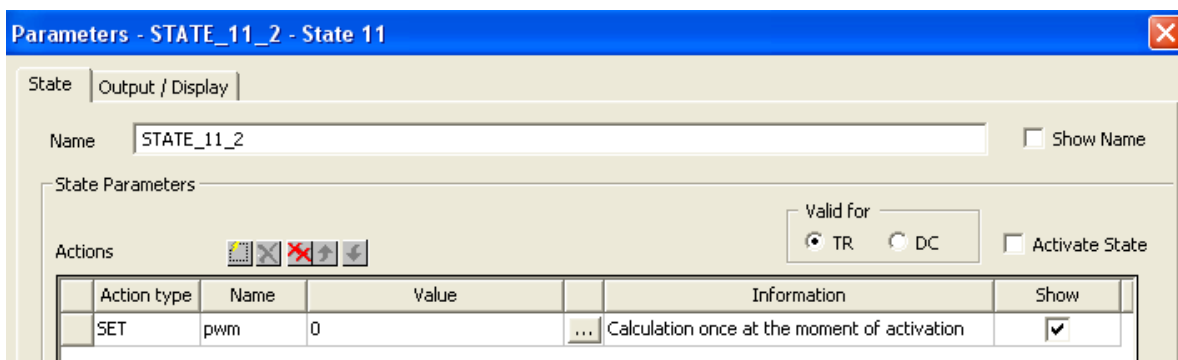 Parameters - STATE_11_2 - State 11
State Output / Display
Name STATE_11_2 Show Name
State Parameters
Valid for
Actions TR DC Activate State
Action type Name Value Information Show
SET pwm 0 ... Calculation once at the moment of activation